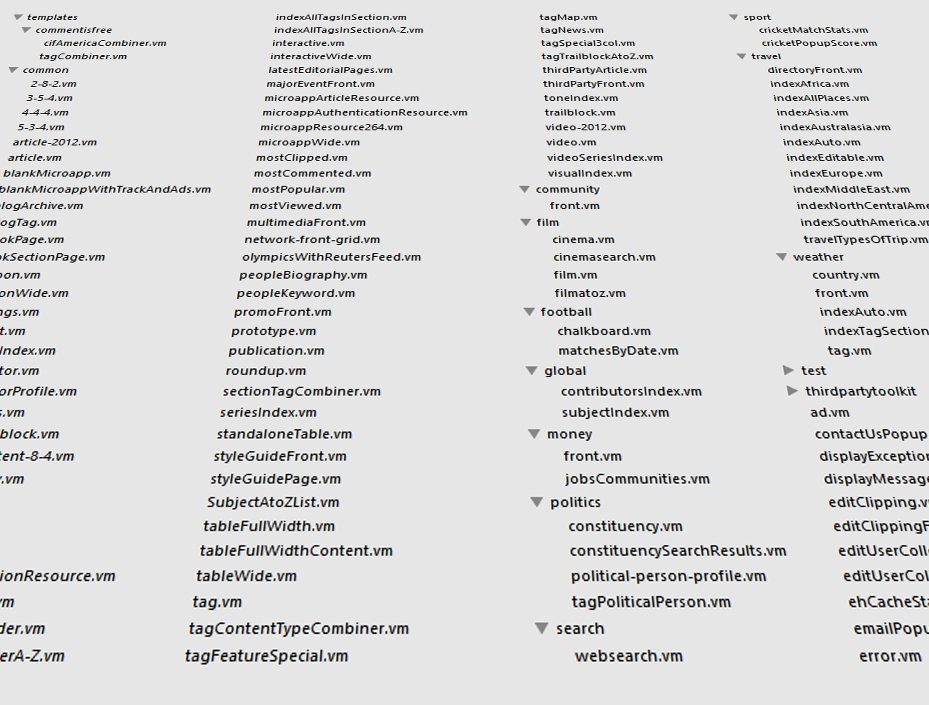 templates
commentisfree
cifAmericaCombiner.vm
tagCombiner.vm
common
2-8-2.vm
3-5-4.vm
4-4-4.vm
5-3-4.vm
article-2012.vm
article.vm
blankMicroapp.vm
blankMicroappWithTrackAndAds.vm
logArchive.vm
ogTag.vm
okPage.vm
okSectionPage.vm
oon.vm
onWide.vm
ngs.vm
t.vm
Index.vm
tor.vm
orProfile.vm
s.vm
block.vm
tent-8-4.vm
.vm
ionResource.vm
vm
der.vm
erA-Z.vm
indexAllTagsInSection.vm
indexAllTagsInSectionA-Z.vm
interactive.vm
interactiveWide.vm
latestEditorialPages.vm
majorEventFront.vm
microappArticleResource.vm
microappAuthenticationResource.vm
microappResource264.vm
microappWide.vm
mostClipped.vm
mostCommented.vm
mostPopular.vm
mostViewed.vm
multimediaFront.vm
network-front-grid.vm
olympicsWithReutersFeed.vm
peopleBiography.vm
peopleKeyword.vm
promoFront.vm
prototype.vm
publication.vm
roundup.vm
sectionTagCombiner.vm
seriesIndex.vm
standaloneTable.vm
styleGuideFront.vm
styleGuidePage.vm
SubjectAtoZList.vm
tableFullWidth.vm
tableFullWidthContent.vm
tableWide.vm
tag.vm
tagContentTypeCombiner.vm
tagFeatureSpecial.vm
tagMap.vm
tagNews.vm
tagSpecial3col.vm
tagTrailblockAtoZ.vm
thirdPartyArticle.vm
thirdPartyFront.vm
toneIndex.vm
trailblock.vm
video-2012.vm
video.vm
videoSeriesIndex.vm
visualIndex.vm
community
front.vm
film
cinema.vm
cinemasearch.vm
film.vm
filmatoz.vm
football
chalkboard.vm
matchesByDate.vm
global
contributorsIndex.vm
subjectIndex.vm
money
front.vm
jobsCommunities.vm
politics
constituency.vm
constituencySearchResults.vm
political-person-profile.vm
tagPoliticalPerson.vm
search
websearch.vm
sport
cricketMatchStats.vm
cricketPopupScore.vm
travel
directoryFront.vm
indexAfrica.vm
indexAllPlaces.vm
indexAsia.vm
indexAustralasia.vm
indexAuto.vm
indexEditable.vm
indexEurope.vm
indexMiddleEast.vm
indexNorthCentralAme
indexSouthAmerica.v
travelTypesOfTrip.vm
weather
country.vm
front.vm
indexAuto.vm
indexTagSection
tag.vm
test
thirdpartytoolkit
ad.vm
contactUsPopup
displayException
displayMessage
editClipping.v
editClippingF
editUserColle
editUserCol
ehCacheSta
emailPopu
error.vm